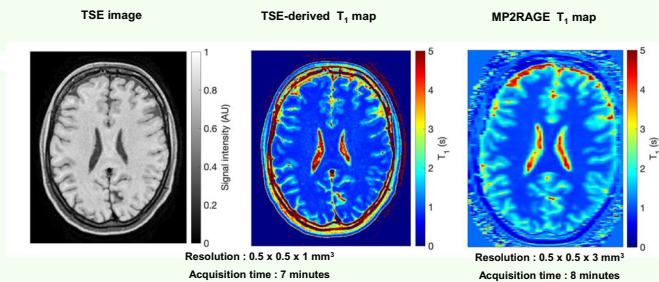 TSE image
TSE-derived T₁ map
MP2RAGE T₁ map
1
0.8
0.6
0.4
0.2
0
Signal intensity (AU)
5
4
3
2
1
0
T₁ (s)
5
4
3
2
1
0
T₁ (s)
Resolution : 0.5 x 0.5 x 1 mm³
Acquisition time : 7 minutes
Resolution : 0.5 x 0.5 x 3 mm³
Acquisition time : 8 minutes